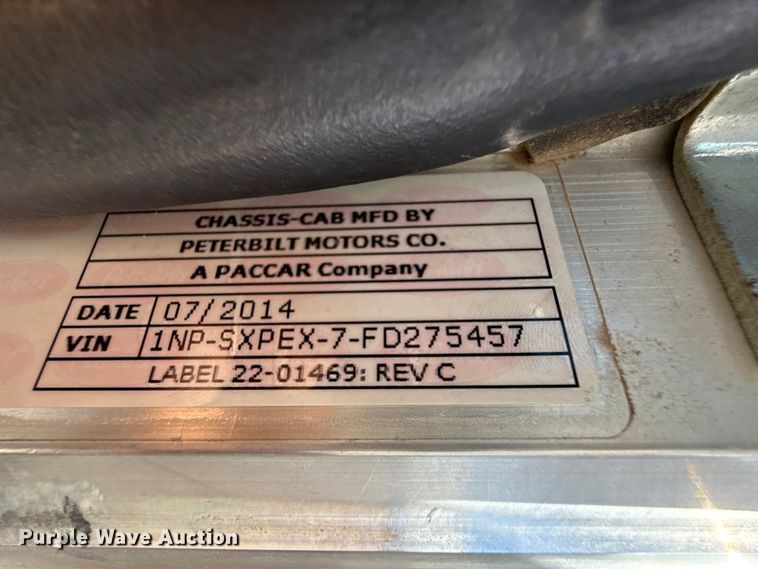 CHASSIS-CAB MFD BY
PETERBILT MOTORS CO.
A PACCAR Company
DATE 07/2014
VIN 1NP-SXPEX-7-FD275457
LABEL 22-01469: REV C
Purple Wave Auction